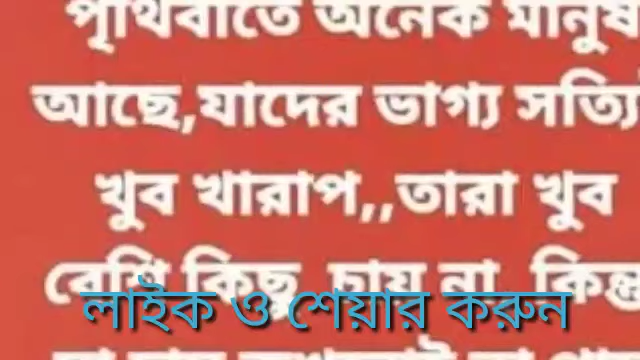 পৃথিবীতে অনেক মানুষ
আছে,যাদের ভাগ্য সত্যি
খুব খারাপ,,তারা খুব
বেশি কিছু চায় না, কিন্তু
লাইক ও শেয়ার করুন